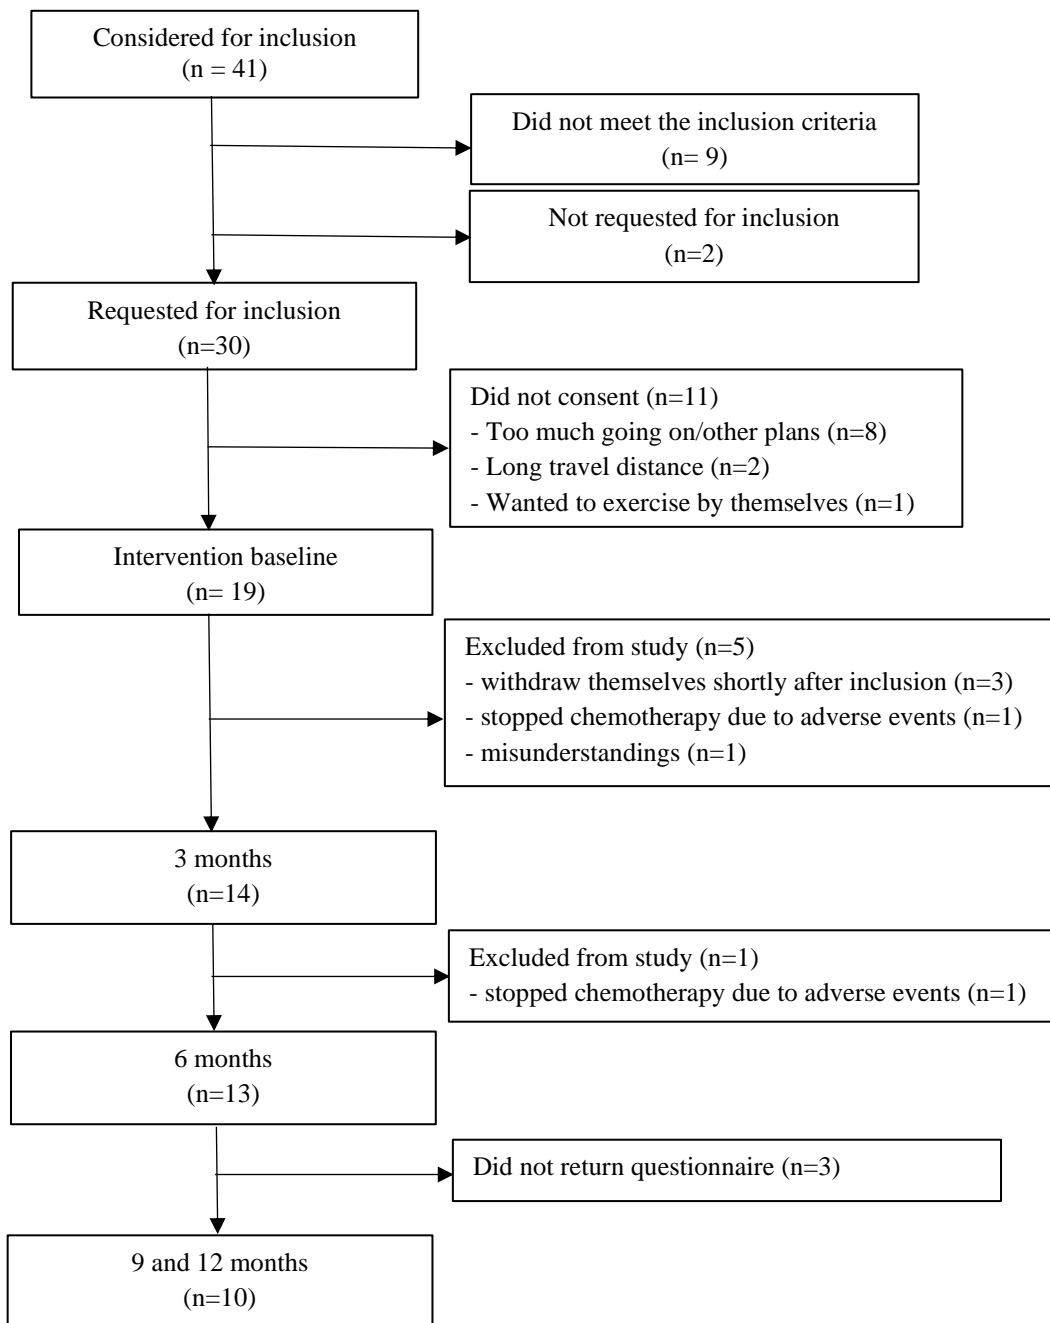 Considered for inclusion
(n = 41)
Did not meet the inclusion criteria
(n= 9)
Not requested for inclusion
(n=2)
Requested for inclusion
(n=30)
Did not consent (n=11)
- Too much going on/other plans (n=8)
- Long travel distance (n=2)
- Wanted to exercise by themselves (n=1)
Intervention baseline
(n= 19)
Excluded from study (n=5)
- withdraw themselves shortly after inclusion (n=3)
- stopped chemotherapy due to adverse events (n=1)
- misunderstandings (n=1)
3 months
(n=14)
Excluded from study (n=1)
- stopped chemotherapy due to adverse events (n=1)
6 months
(n=13)
Did not return questionnaire (n=3)
9 and 12 months
(n=10)